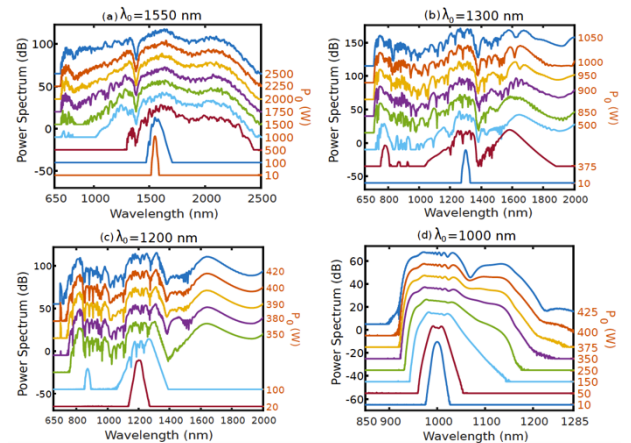 (a) λ₀=1550 nm
Power Spectrum (dB)
100
50
0
-50
650 1000 1500 2000 2500
Wavelength (nm)
2500
2250
2000
1750
1500
1000
500
100
10
P₀ (W)
(b) λ₀=1300 nm
Power Spectrum (dB)
150
100
50
0
-50
700 800 1000 1200 1400 1600 1800 2000
Wavelength (nm)
1050
1000
950
900
850
500
375
10
P₀ (W)
(c) λ₀=1200 nm
Power Spectrum (dB)
100
50
0
-50
650 800 1000 1200 1400 1600 1800 2000
Wavelength (nm)
420
400
390
380
350
100
20
P₀ (W)
(d) λ₀=1000 nm
Power Spectrum (dB)
60
40
20
0
-20
-40
-60
850 900 1000 1100 1200 1285
Wavelength (nm)
425
400
375
350
250
150
50
10
P₀ (W)